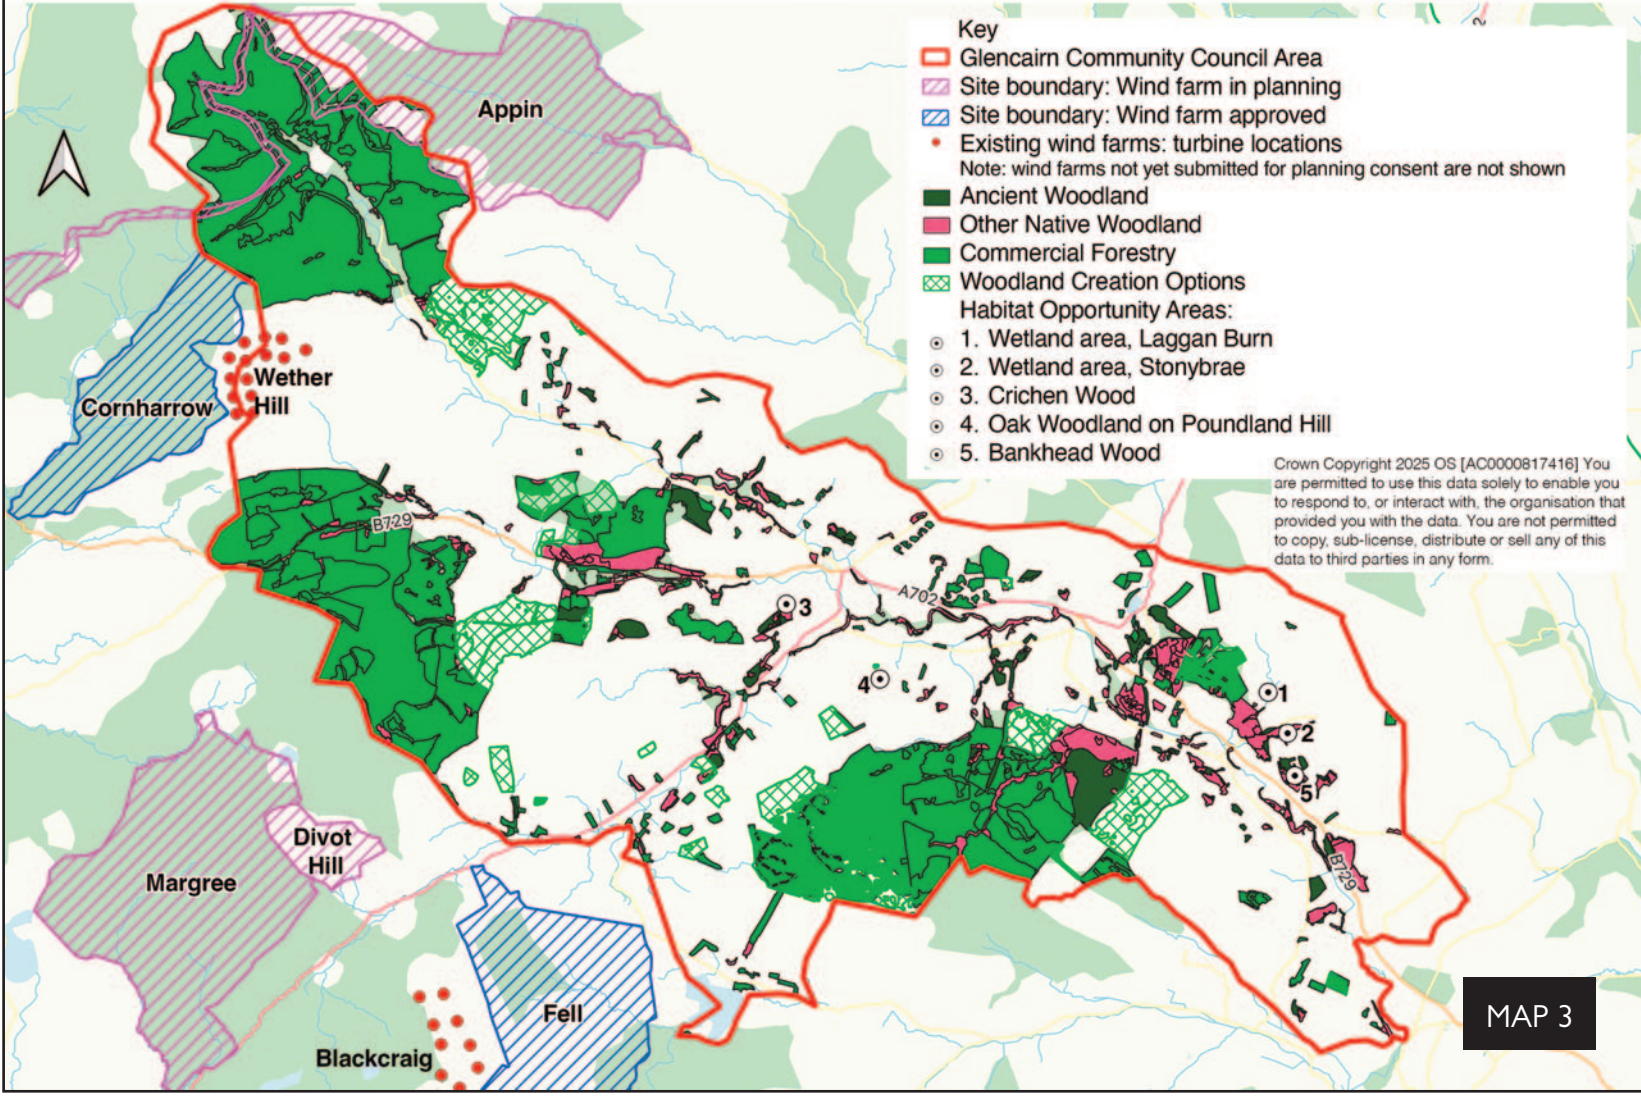 Key
Glencairn Community Council Area
Site boundary: Wind farm in planning
Site boundary: Wind farm approved
Existing wind farms: turbine locations
Note: wind farms not yet submitted for planning consent are not shown
Ancient Woodland
Other Native Woodland
Commercial Forestry
Woodland Creation Options
Habitat Opportunity Areas:
1. Wetland area, Laggan Burn
2. Wetland area, Stonybrae
3. Crichen Wood
4. Oak Woodland on Poundland Hill
5. Bankhead Wood
Crown Copyright 2025 OS [AC0000817416] You
are permitted to use this data solely to enable you
to respond to, or interact with, the organisation that
provided you with the data. You are not permitted
to copy, sub-license, distribute or sell any of this
data to third parties in any form.
Appin
Wether
Hill
Cornharrow
B729
A702
3
4
1
2
5
Divot
Hill
Margree
B729
Fell
Blackcraig
MAP 3